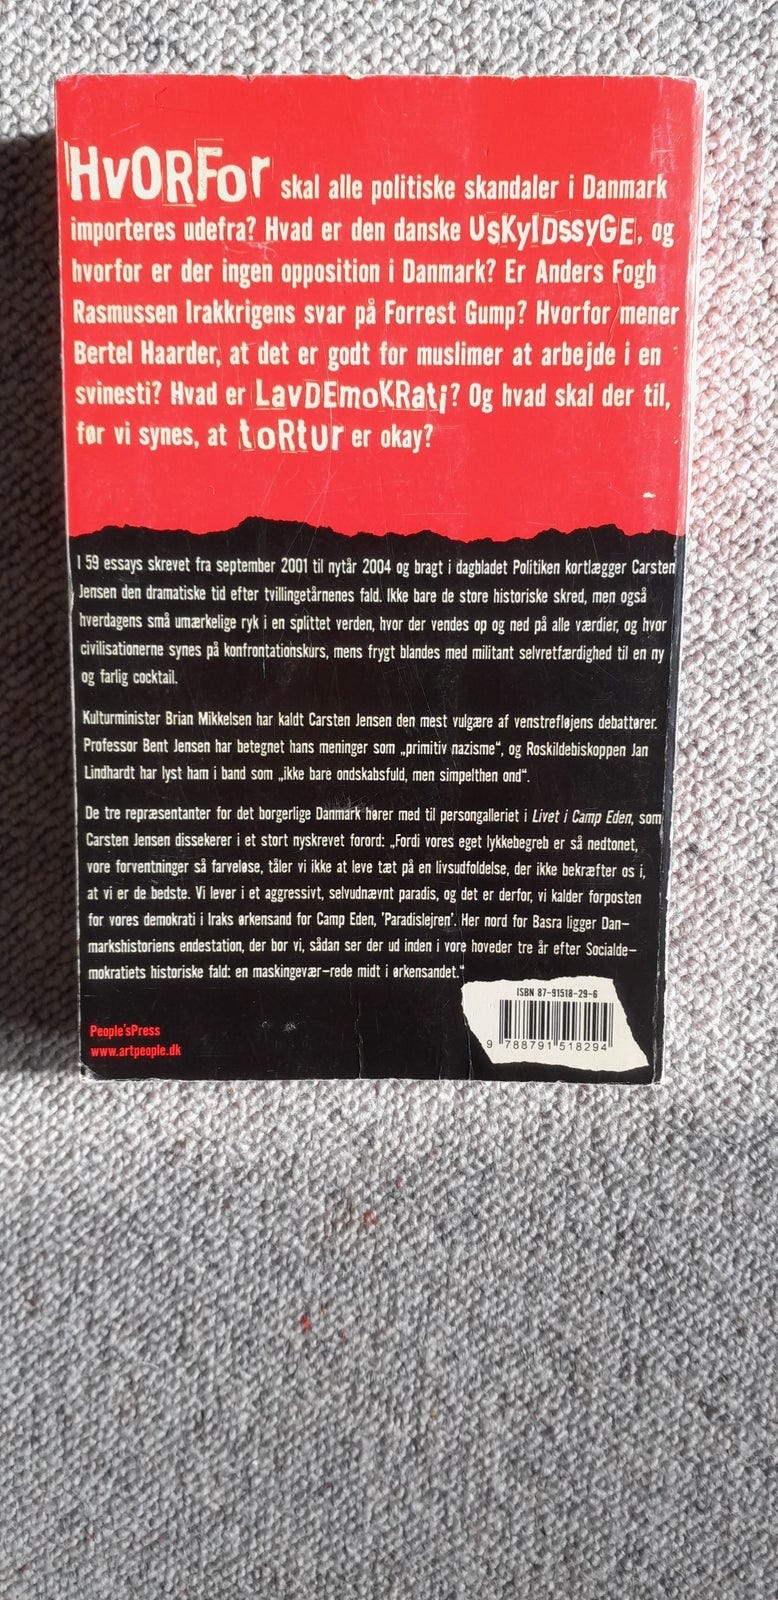 HvORFoR skal alle politiske skandaler i Danmark
importeres udefra? Hvad er den danske UsKylDssyGE, og
hvorfor er der ingen opposition i Danmark? Er Anders Fogh
Rasmussen Irakkrigens svar på Forrest Gump? Hvorfor mener
Bertel Haarder, at det er godt for muslimer at arbejde i en
svinesti? Hvad er LavDEmoKRati? Og hvad skal der til,
før vi synes, at toRtur er okay?
I 59 essays skrevet fra september 2001 til nytår 2004 og bragt i dagbladet Politiken kortlægger Carsten
Jensen den dramatiske tid efter tvillingetårnenes fald. Ikke bare de store historiske skred, men også
hverdagens små umærkelige ryk i en splittet verden, hvor der vendes op og ned på alle værdier, og hvor
civilisationerne synes på konfrontationskurs, mens frygt blandes med militant selvretfærdighed til en ny
og farlig cocktail.
Kulturminister Brian Mikkelsen har kaldt Carsten Jensen den mest vulgære af venstrefløjens debattører.
Professor Bent Jensen har betegnet hans meninger som „primitiv nazisme“, og Roskildebiskoppen Jan
Lindhardt har lyst ham i band som „ikke bare ondskabsfuld, men simpelthen ond“.
De tre repræsentanter for det borgerlige Danmark hører med til persongalleriet i Livet i Camp Eden, som
Carsten Jensen dissekerer i et stort nyskrevet forord: „Fordi vores eget lykkebegreb er så nedtonet,
vore forventninger så farveløse, tåler vi ikke at leve tæt på en livsudfoldelse, der ikke bekræfter os i,
at vi er de bedste. Vi lever i et aggressivt, selvudnævnt paradis, og det er derfor, vi kalder forposten
for vores demokrati i Iraks ørkensand for Camp Eden, 'Paradislejren'. Her nord for Basra ligger Dan-
markshistoriens endestation, der bor vi, sådan ser der ud inden i vore hoveder tre år efter Socialde-
mokratiets historiske fald: en maskingevær-rede midt i ørkensandet.“
ISBN 87-91518-29-6
9 788791 518294
People'sPress
www.artpeople.dk